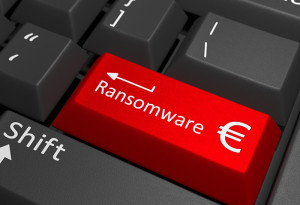 “
‘
]
\
Ransomware €
Shift